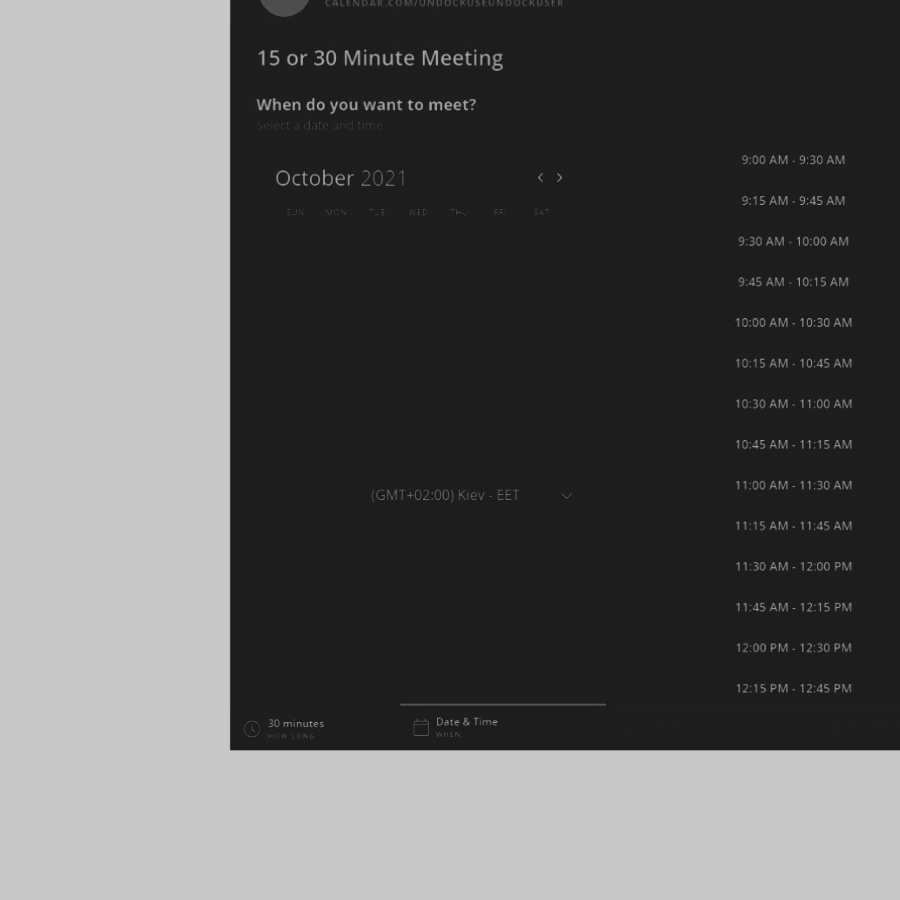 CALENDAR.COM/UNDOCKUSEUNDOCKUSER
15 or 30 Minute Meeting
When do you want to meet?
Select a date and time
October 2021
SUN MON TUE WED THU FRI SAT
(GMT+02:00) Kiev - EET
9:00 AM - 9:30 AM
9:15 AM - 9:45 AM
9:30 AM - 10:00 AM
9:45 AM - 10:15 AM
10:00 AM - 10:30 AM
10:15 AM - 10:45 AM
10:30 AM - 11:00 AM
10:45 AM - 11:15 AM
11:00 AM - 11:30 AM
11:15 AM - 11:45 AM
11:30 AM - 12:00 PM
11:45 AM - 12:15 PM
12:00 PM - 12:30 PM
12:15 PM - 12:45 PM
30 minutes
HOW LONG
Date & Time
WHEN